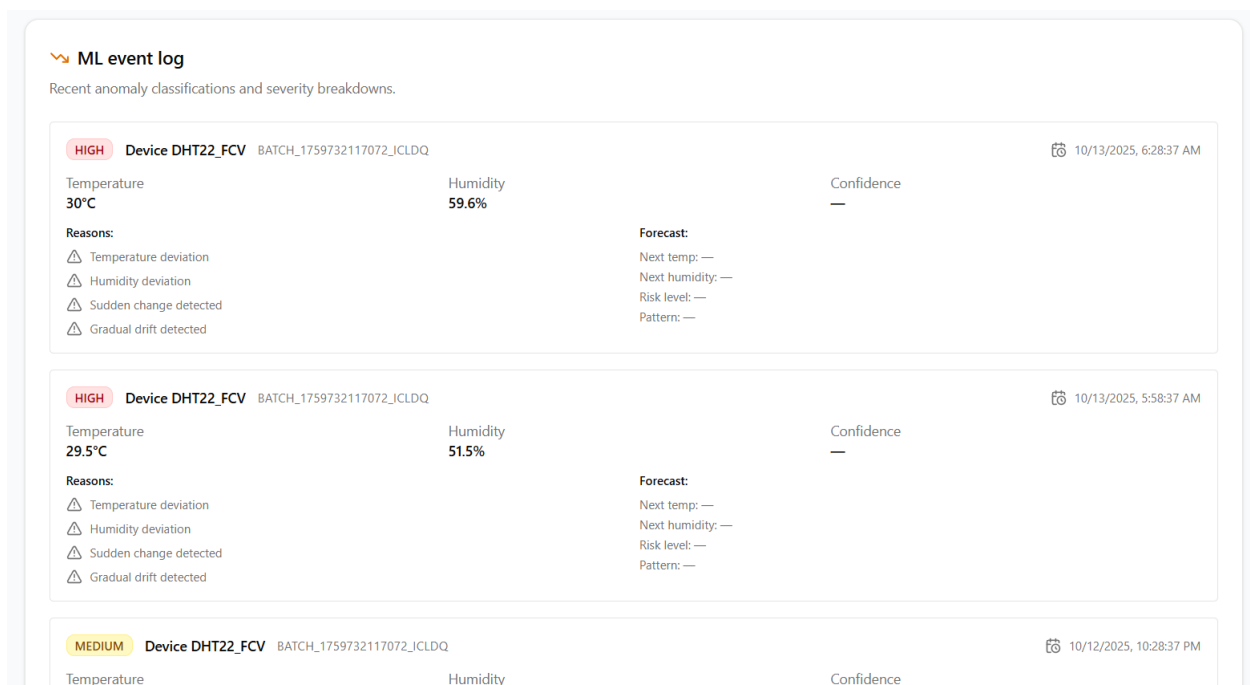 ML event log
Recent anomaly classifications and severity breakdowns.
HIGH Device DHT22_FCV BATCH_1759732117072_ICLDQ 10/13/2025, 6:28:37 AM
Temperature Humidity Confidence
30°C 59.6% —
Reasons: Forecast:
Temperature deviation Next temp: —
Humidity deviation Next humidity: —
Sudden change detected Risk level: —
Gradual drift detected Pattern: —
HIGH Device DHT22_FCV BATCH_1759732117072_ICLDQ 10/13/2025, 5:58:37 AM
Temperature Humidity Confidence
29.5°C 51.5% —
Reasons: Forecast:
Temperature deviation Next temp: —
Humidity deviation Next humidity: —
Sudden change detected Risk level: —
Gradual drift detected Pattern: —
MEDIUM Device DHT22_FCV BATCH_1759732117072_ICLDQ 10/12/2025, 10:28:37 PM
Temperature Humidity Confidence